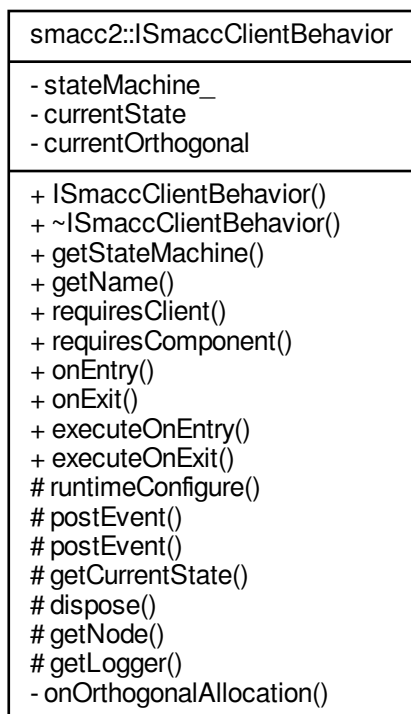 smacc2::ISmaccClientBehavior
- stateMachine_
- currentState
- currentOrthogonal
+ ISmaccClientBehavior()
+ ~ISmaccClientBehavior()
+ getStateMachine()
+ getName()
+ requiresClient()
+ requiresComponent()
+ onEntry()
+ onExit()
+ executeOnEntry()
+ executeOnExit()
# runtimeConfigure()
# postEvent()
# postEvent()
# getCurrentState()
# dispose()
# getNode()
# getLogger()
- onOrthogonalAllocation()